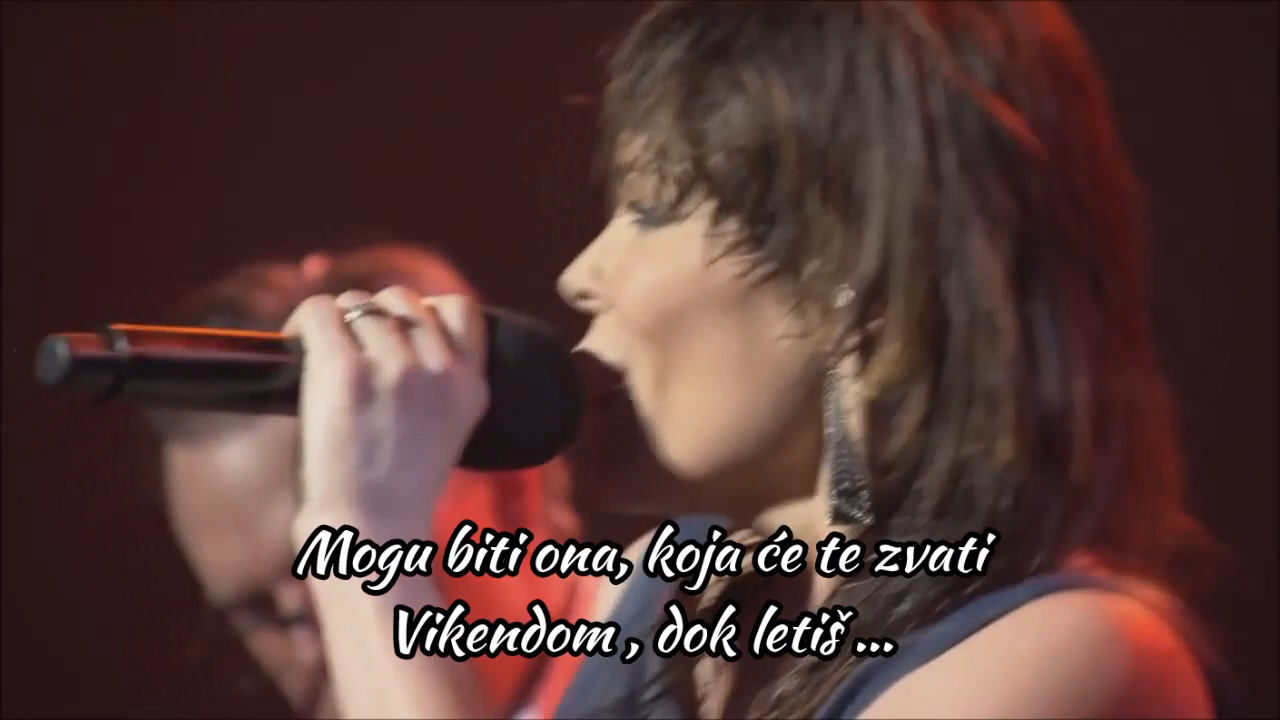 Mogu biti ona, koja će te zvati
Vikendom , dok letiš ...